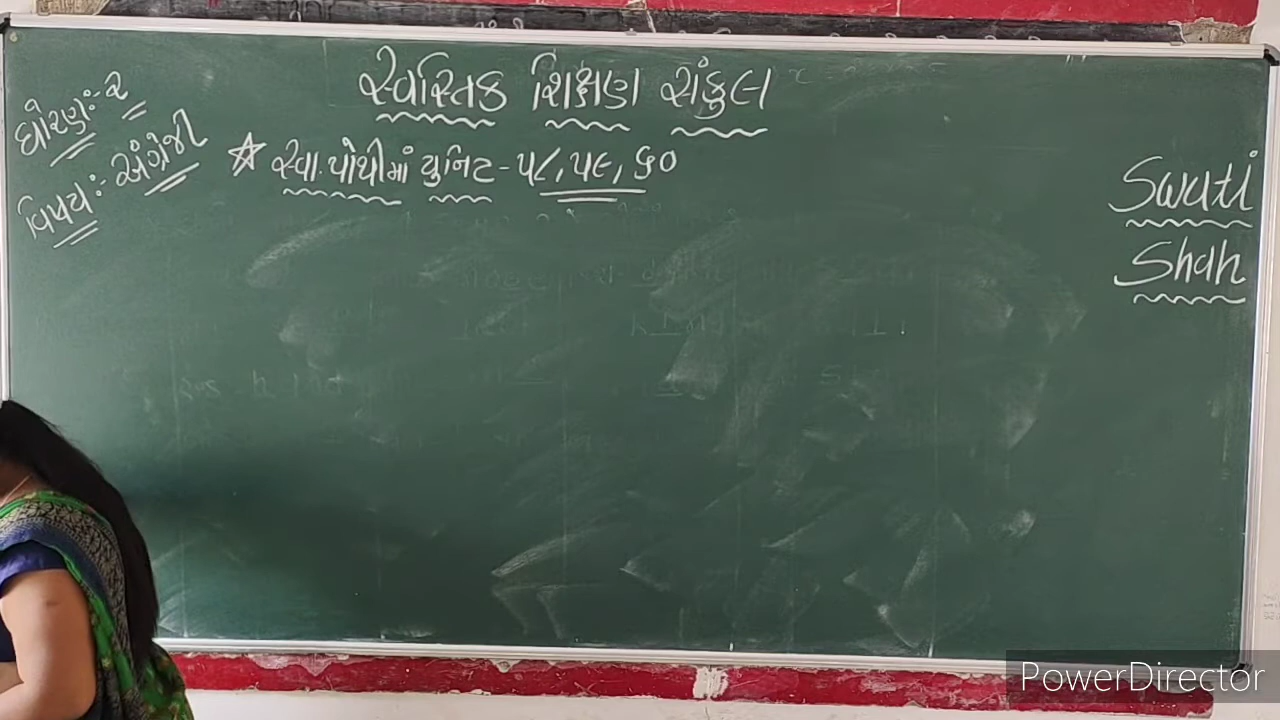 સ્વસ્તિક શિક્ષણ સંકુલ
ધોરણ:- ૨
વિષય:- અંગ્રેજી
☆ સ્વા. પોથીમાં યુનિટ - ૫૮, ૫૯, ૬૦
Swati
Shah
PowerDirector